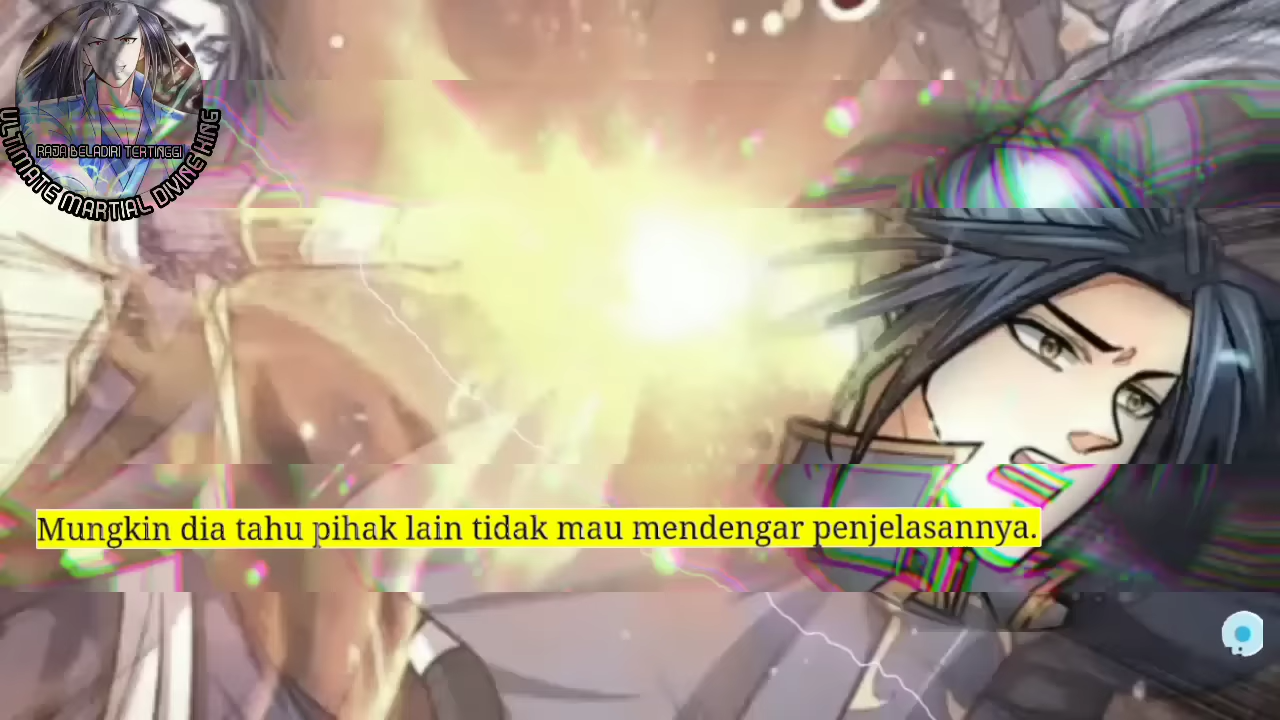 RAJA BELADIRI TERTINGGI
ULTIMATE MARTIAL DIVINE KING
Mungkin dia tahu pihak lain tidak mau mendengar penjelasannya.